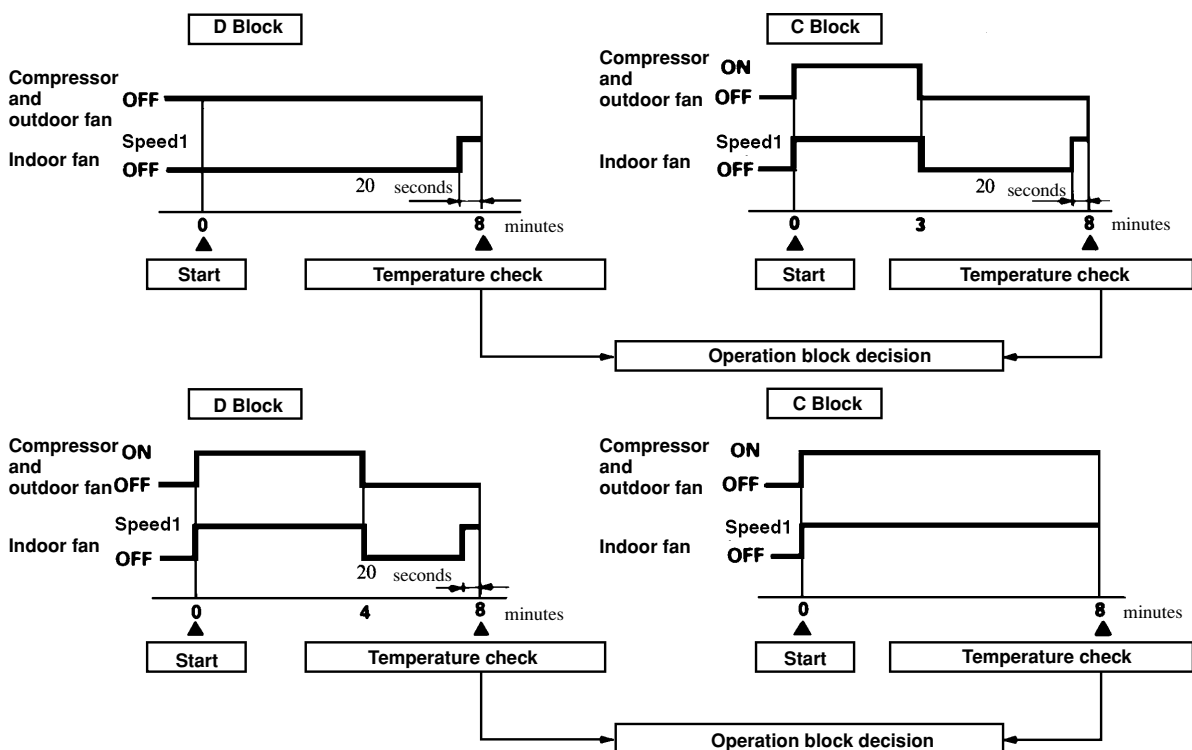 D Block
Compressor
and
outdoor fan
OFF
Speed1
Indoor fan
OFF
20 seconds
0
8 minutes
Start
Temperature check
C Block
Compressor
and
outdoor fan
ON
OFF
Speed1
Indoor fan
OFF
20 seconds
0
3
8 minutes
Start
Temperature check
Operation block decision
D Block
Compressor
and
outdoor fan
ON
OFF
Speed1
Indoor fan
OFF
20 seconds
0
4
8 minutes
Start
Temperature check
C Block
Compressor
and
outdoor fan
ON
OFF
Speed1
Indoor fan
OFF
0
8 minutes
Start
Temperature check
Operation block decision